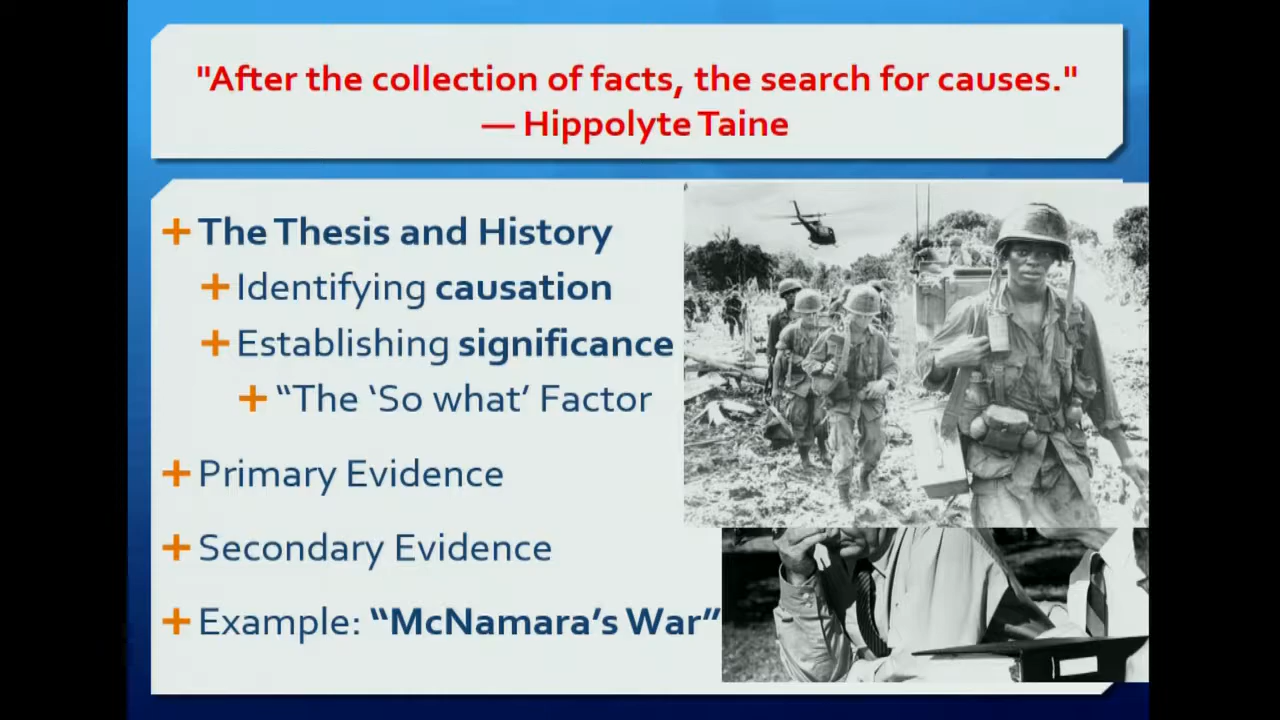 "After the collection of facts, the search for causes."
— Hippolyte Taine
The Thesis and History
Identifying causation
Establishing significance
“The ‘So what’ Factor
Primary Evidence
Secondary Evidence
Example: “McNamara’s War”